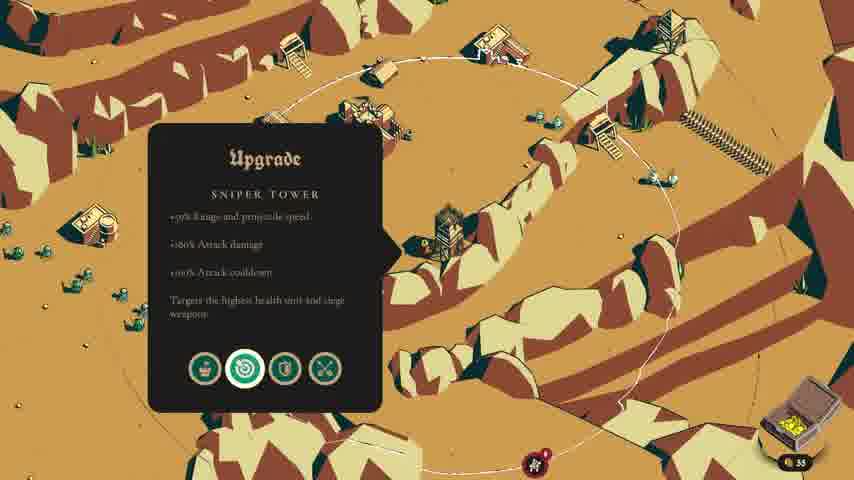 Upgrade
SNIPER TOWER
+50% Range and projectile speed
+100% Attack damage
+100% Attack cooldown
Targets the highest health unit and siege
weapons
35